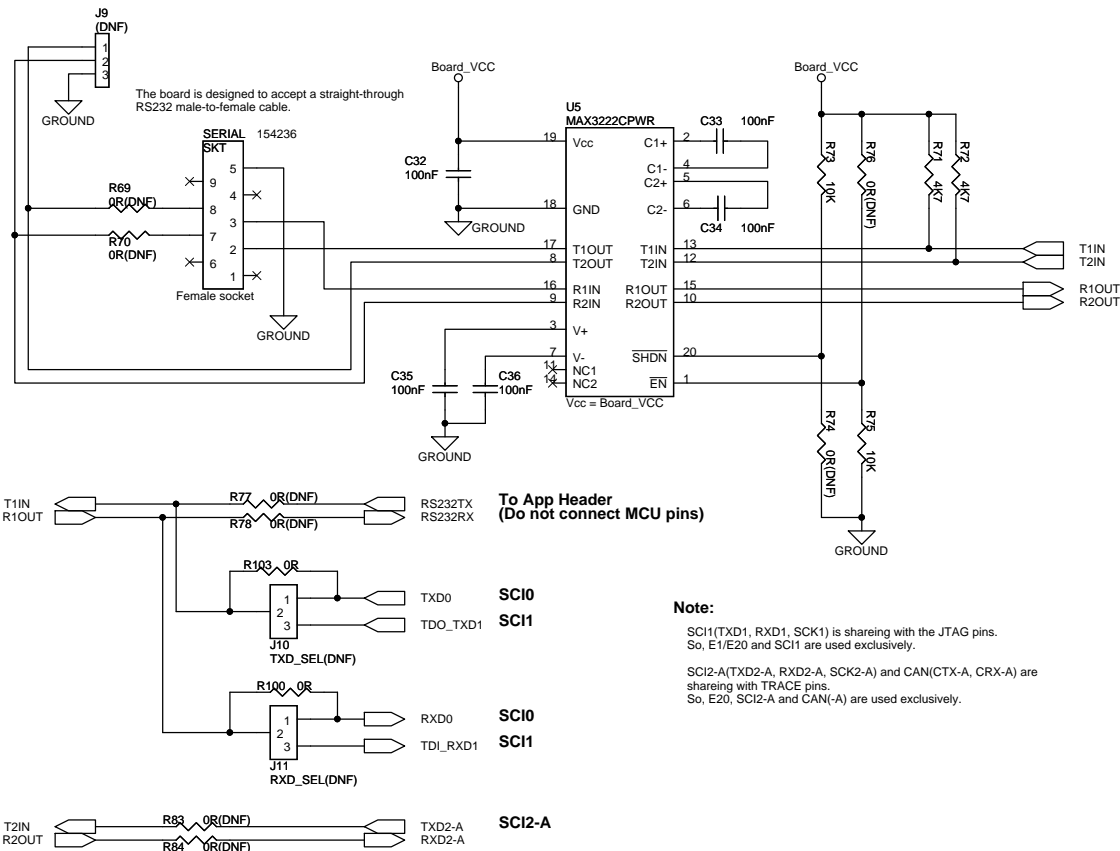 J9
(DNF)
1
2
3
GROUND
The board is designed to accept a straight-through
RS232 male-to-female cable.
SERIAL 154236
SKT
5
9
4
8
3
7
2
6
1
Female socket
GROUND
R69
0R(DNF)
R70
0R(DNF)
Board_VCC
C32
100nF
GROUND
U5
MAX3222CPWR
19 Vcc
18 GND
17 T1OUT
8 T2OUT
16 R1IN
9 R2IN
3 V+
7 V-
11 NC1
14 NC2
C1+ 2
C1- 4
C2+ 5
C2- 6
T1IN 13
T2IN 12
R1OUT 15
R2OUT 10
SHDN 20
EN 1
Vcc = Board_VCC
C33 100nF
C34 100nF
C35
100nF
C36
100nF
GROUND
Board_VCC
R73
10K
R76
0R(DNF)
R71
4K7
R72
4K7
T1IN
T2IN
R1OUT
R2OUT
R74
0R(DNF)
R75
10K
GROUND
T1IN
R1OUT
R77 0R(DNF)
R78 0R(DNF)
RS232TX
RS232RX
To App Header
(Do not connect MCU pins)
R103 0R
1
2
3
J10
TXD_SEL(DNF)
TXD0 SCI0
TDO_TXD1 SCI1
R100 0R
1
2
3
J11
RXD_SEL(DNF)
RXD0 SCI0
TDI_RXD1 SCI1
T2IN
R2OUT
R83 0R(DNF)
R84 0R(DNF)
TXD2-A SCI2-A
RXD2-A
Note:
SCI1(TXD1, RXD1, SCK1) is shareing with the JTAG pins.
So, E1/E20 and SCI1 are used exclusively.
SCI2-A(TXD2-A, RXD2-A, SCK2-A) and CAN(CTX-A, CRX-A) are
shareing with TRACE pins.
So, E20, SCI2-A and CAN(-A) are used exclusively.